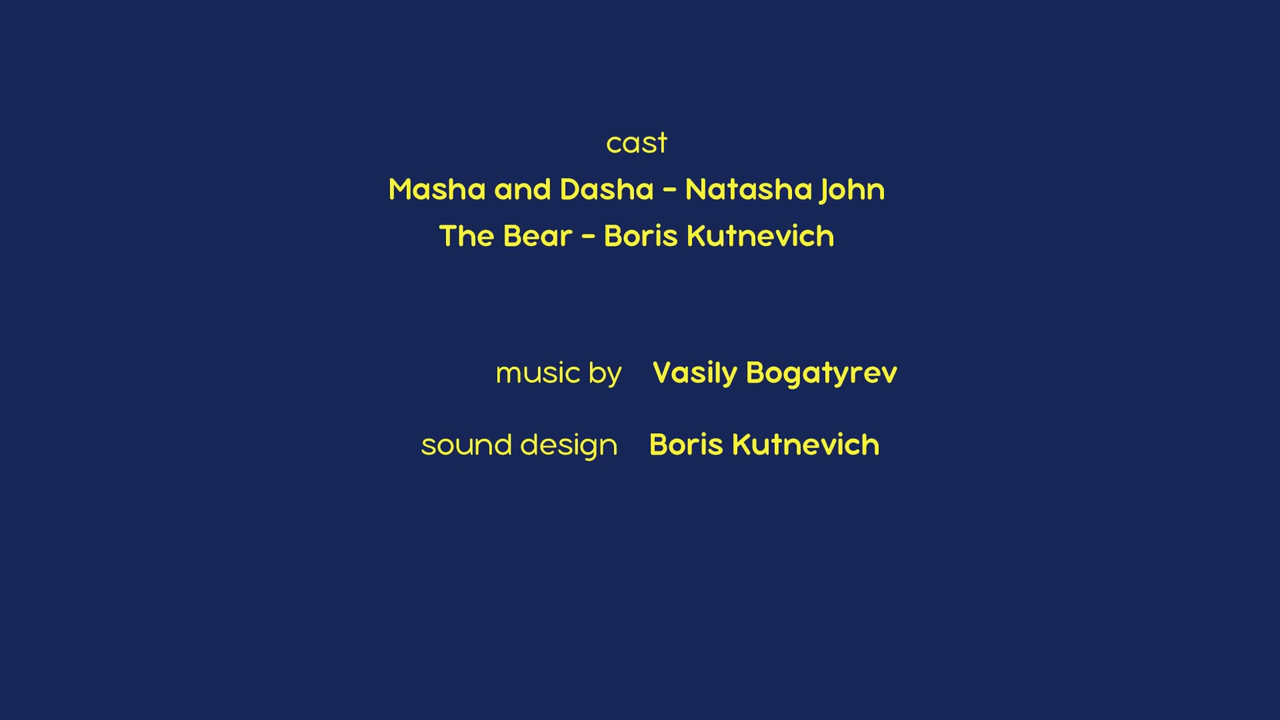 cast
Masha and Dasha - Natasha John
The Bear - Boris Kutnevich
music by Vasily Bogatyrev
sound design Boris Kutnevich